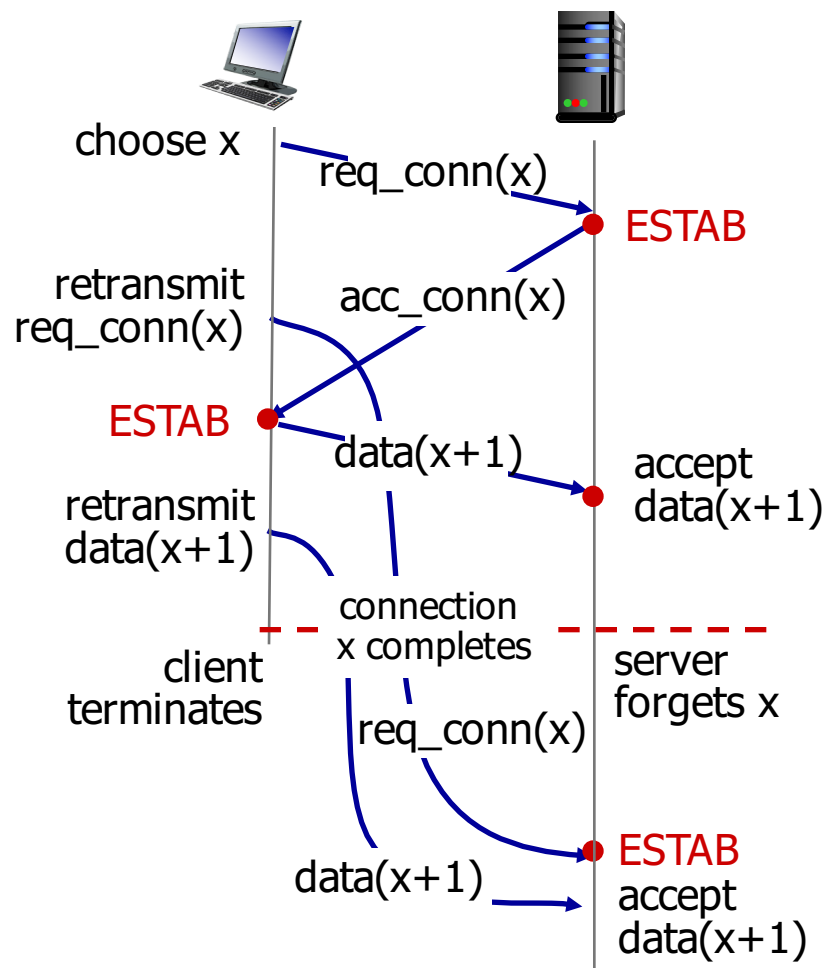 choose x
req_conn(x)
ESTAB
retransmit
req_conn(x)
acc_conn(x)
ESTAB
data(x+1)
accept
data(x+1)
retransmit
data(x+1)
connection
x completes
client
terminates
server
forgets x
req_conn(x)
ESTAB
data(x+1)
accept
data(x+1)